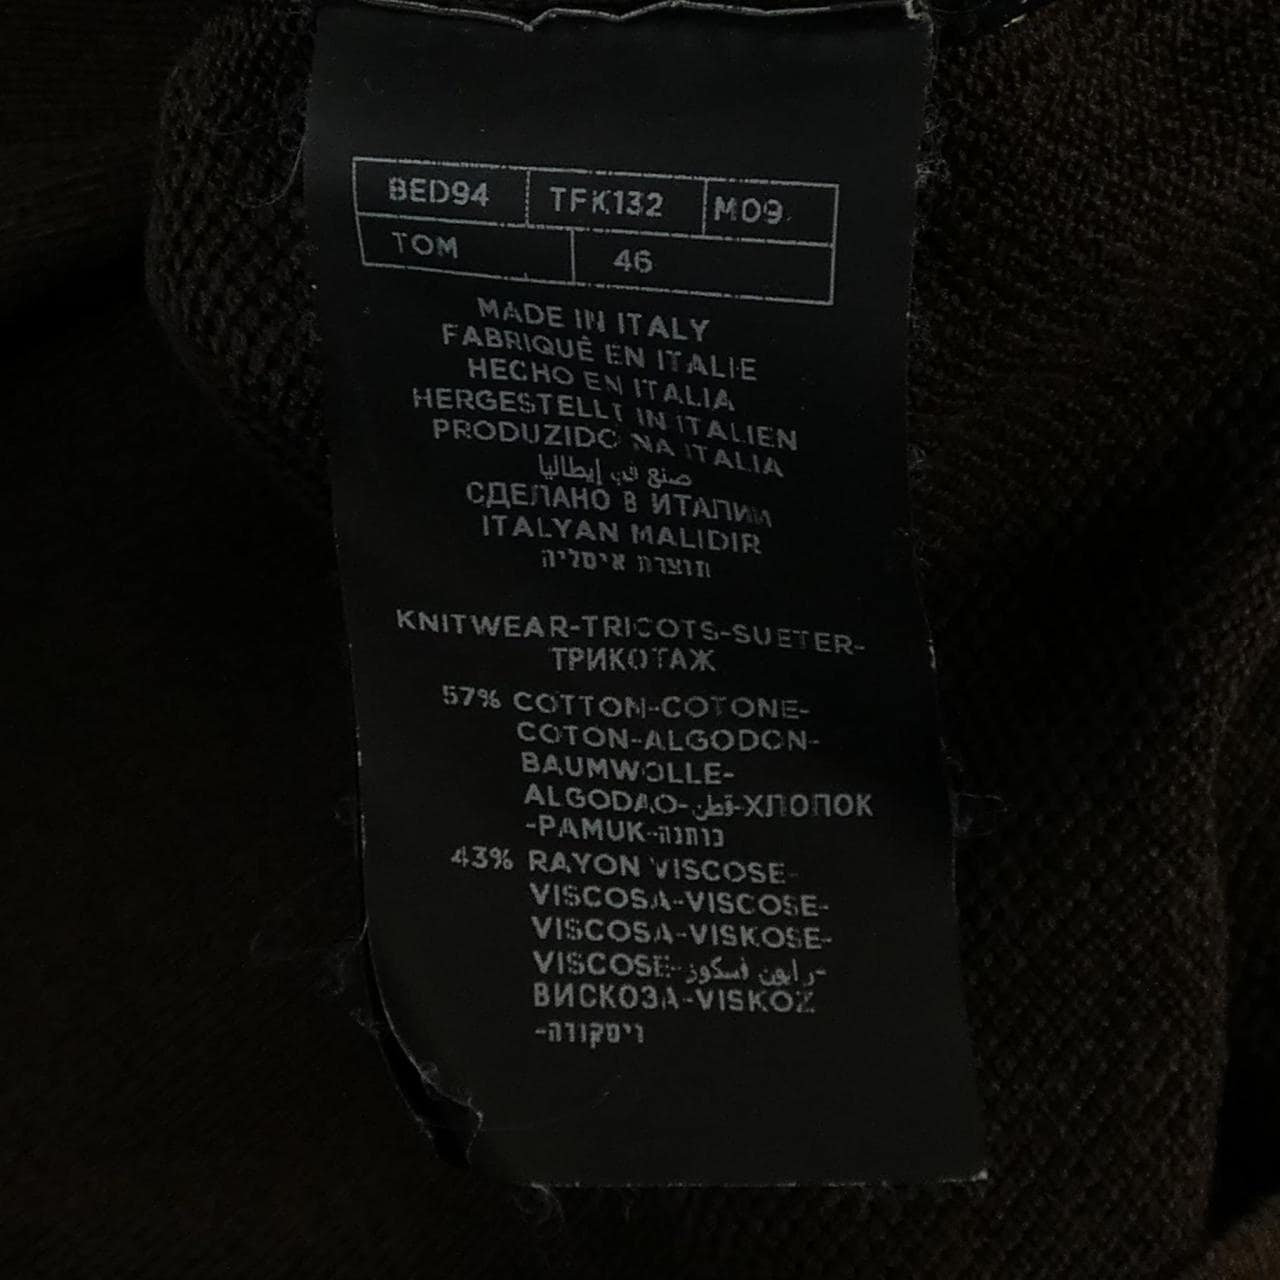 BED94 TFK132 M09
TOM 46
MADE IN ITALY
FABRIQUÉ EN ITALIE
HECHO EN ITALIA
HERGESTELLT IN ITALIEN
PRODUZIDO NA ITALIA
صنع في إيطاليا
СДЕЛАНО В ИТАЛИИ
ITALYAN MALIDIR
תוצרת איטליה
KNITWEAR-TRICOTS-SUETER-
ТРИКОТАЖ
57% COTTON-COTONE-
COTON-ALGODON-
BAUMWOLLE-
ALGODAO-قطن-ХЛОПОК
-PAMUK-כותנה
43% RAYON VISCOSE-
VISCOSA-VISCOSE-
VISCOSA-VISKOSE-
VISCOSE-رايون فسكوز-
ВИСКОЗА-VISKOZ
-ויסקוזה